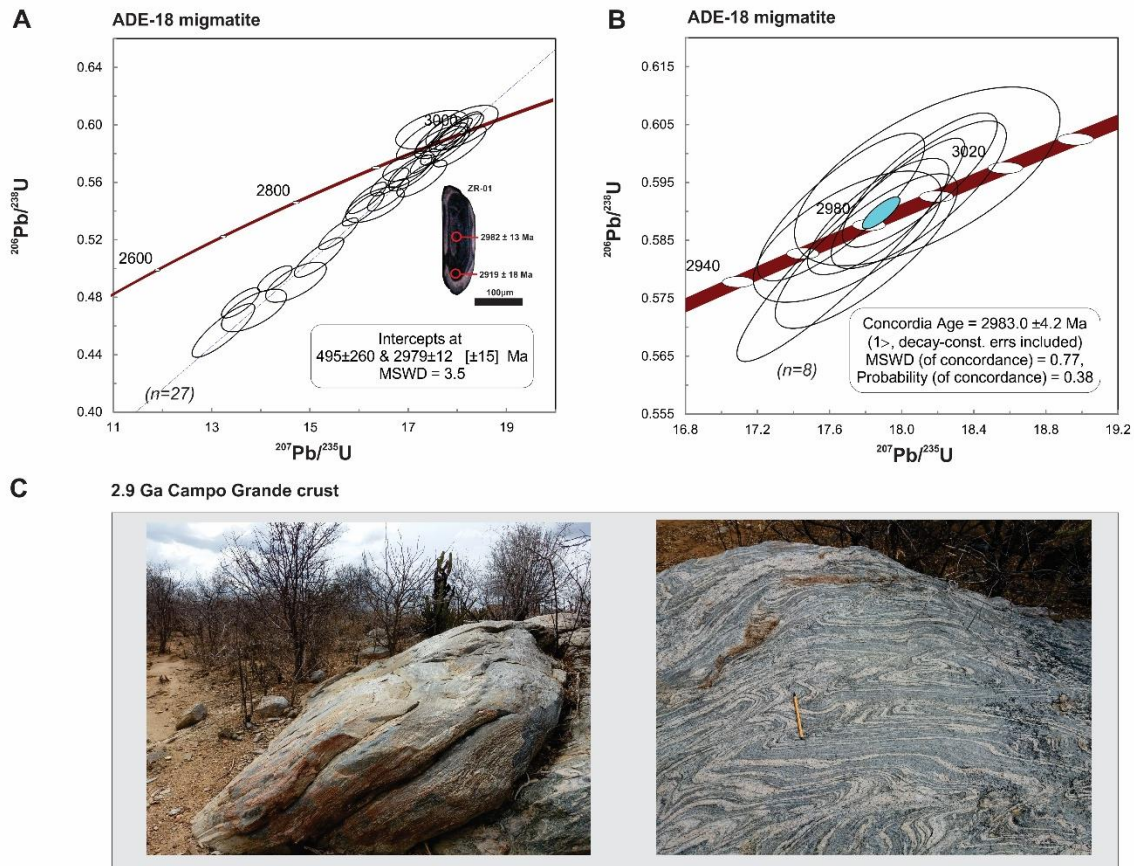 A
ADE-18 migmatite
0.64
0.60
0.56
0.52
0.48
0.44
0.40
²⁰⁶Pb/²³⁸U
3000
2800
2600
ZR-01
2982 ± 13 Ma
2919 ± 18 Ma
100µm
Intercepts at
495±260 & 2979±12 [±15] Ma
MSWD = 3.5
(n=27)
11
13
15
17
19
²⁰⁷Pb/²³⁵U
B
ADE-18 migmatite
0.615
0.605
0.595
0.585
0.575
0.565
0.555
²⁰⁶Pb/²³⁸U
3020
2980
2940
Concordia Age = 2983.0 ±4.2 Ma
(1>, decay-const. errs included)
MSWD (of concordance) = 0.77,
Probability (of concordance) = 0.38
(n=8)
16.8
17.2
17.6
18.0
18.4
18.8
19.2
²⁰⁷Pb/²³⁵U
C
2.9 Ga Campo Grande crust